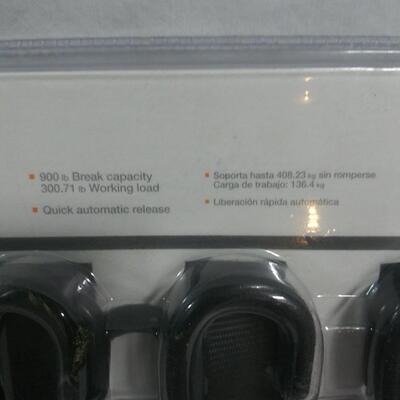 ▪ 900 lb Break capacity
300.71 lb Working load
▪ Quick automatic release
▪ Soporta hasta 408.23 kg sin romperse
Carga de trabajo: 136.4 kg
▪ Liberación rápida automática